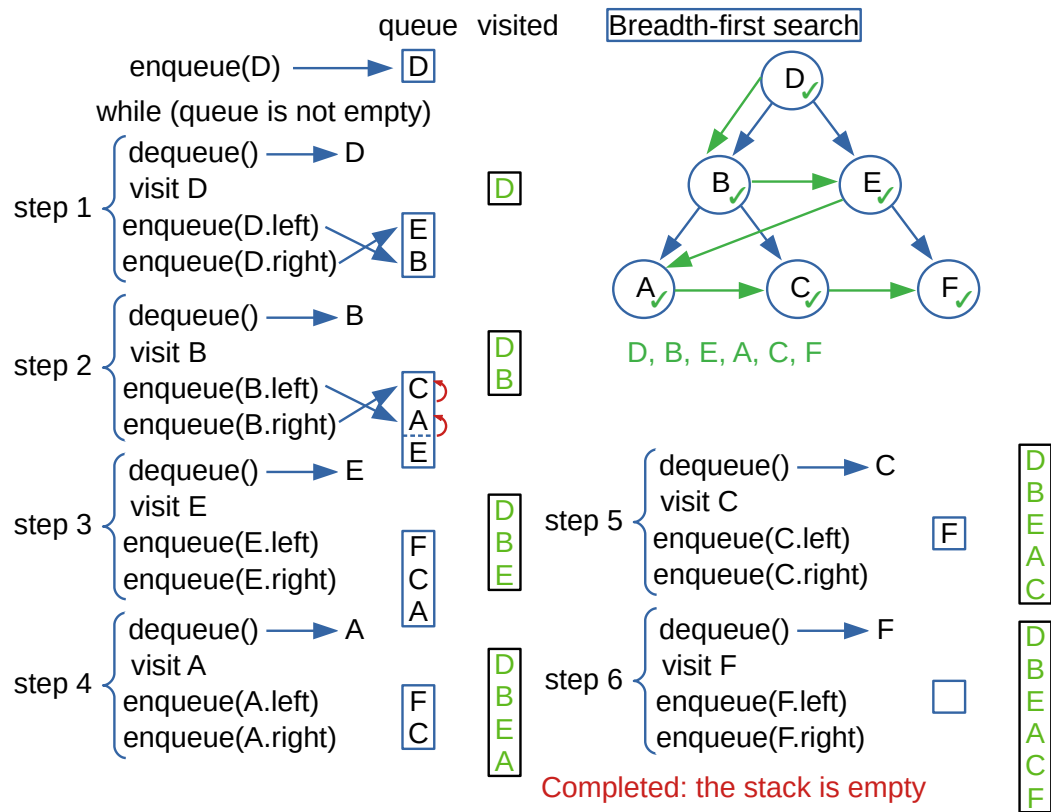 queue visited
Breadth-first search
enqueue(D) D
while (queue is not empty)
step 1
dequeue() D
visit D
enqueue(D.left)
enqueue(D.right)
E
B
D
step 2
dequeue() B
visit B
enqueue(B.left)
enqueue(B.right)
C
A
E
D
B
step 3
dequeue() E
visit E
enqueue(E.left)
enqueue(E.right)
F
C
A
D
B
E
step 4
dequeue() A
visit A
enqueue(A.left)
enqueue(A.right)
F
C
D
B
E
A
D
B E
A C F
D, B, E, A, C, F
step 5
dequeue() C
visit C
enqueue(C.left)
enqueue(C.right)
F
D
B
E
A
C
step 6
dequeue() F
visit F
enqueue(F.left)
enqueue(F.right)
D
B
E
A
C
F
Completed: the stack is empty